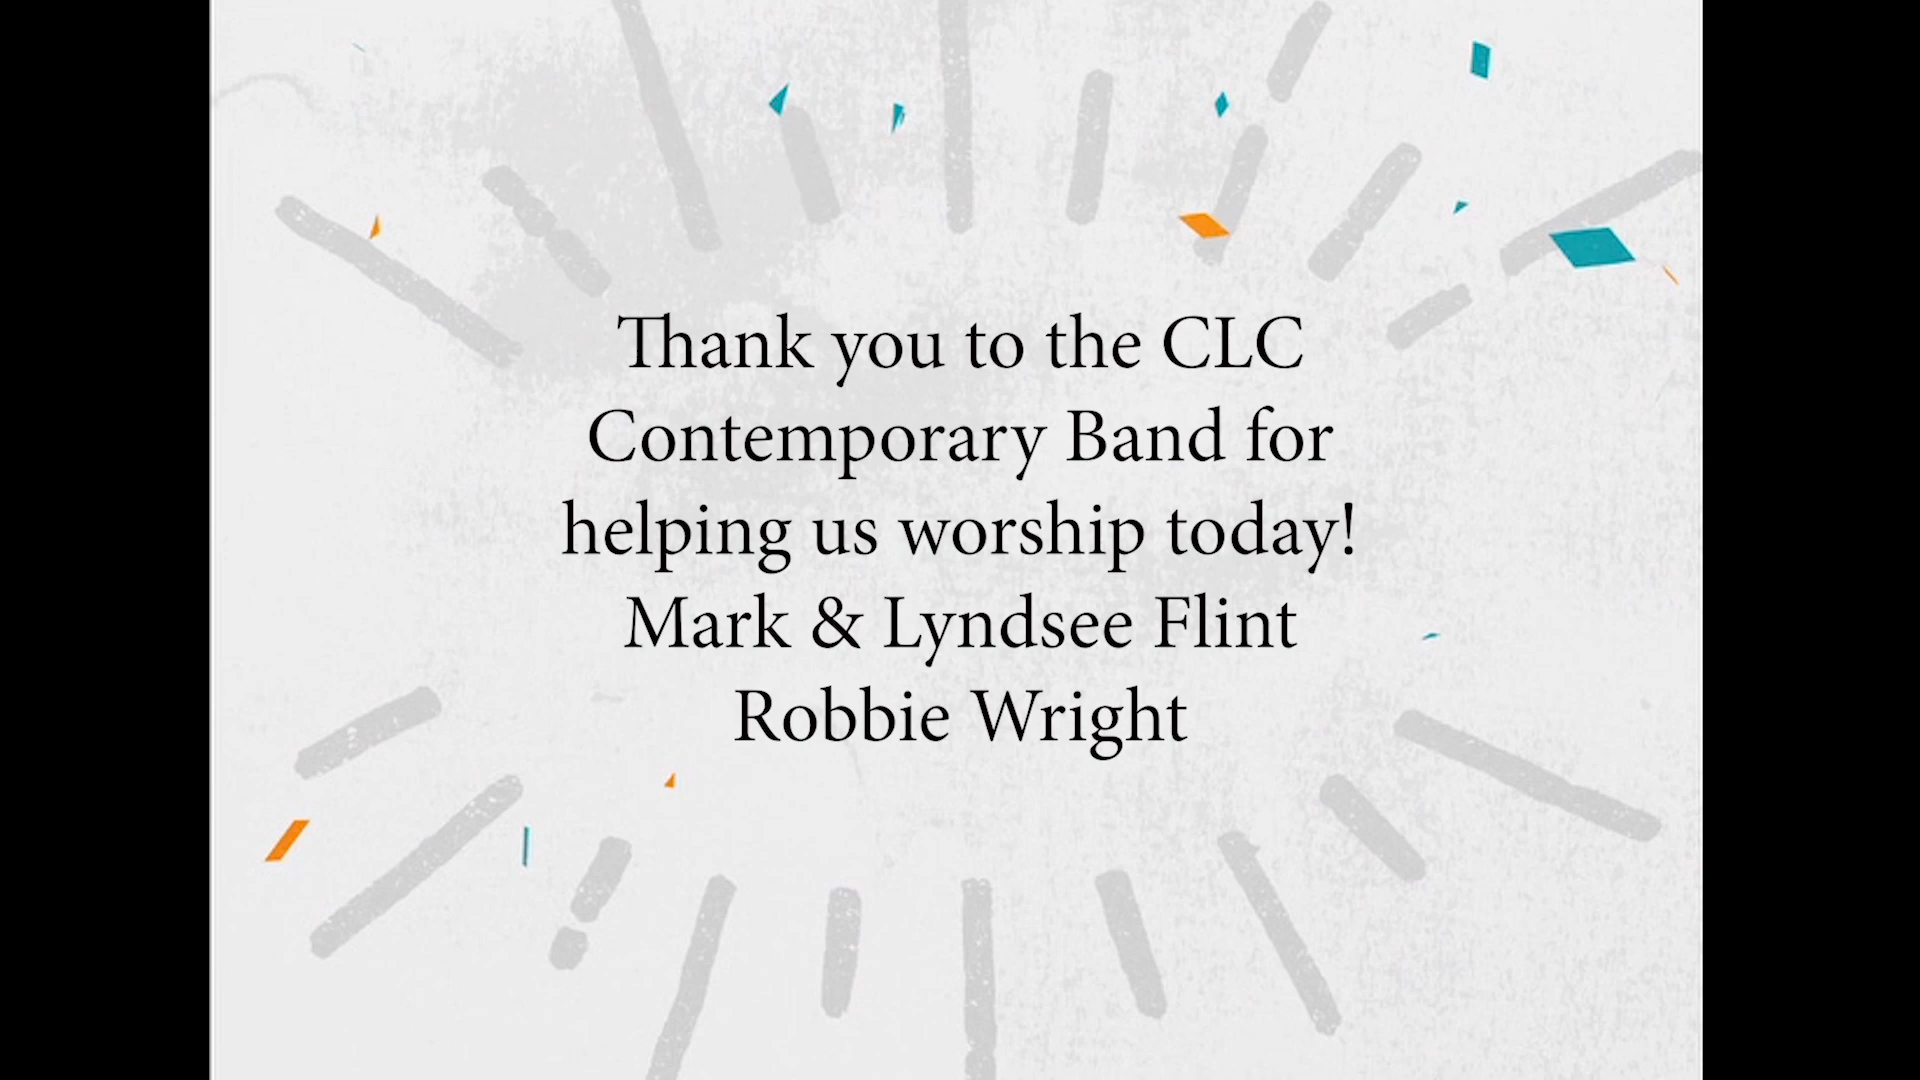 Thank you to the CLC
Contemporary Band for
helping us worship today!
Mark & Lyndsee Flint
Robbie Wright